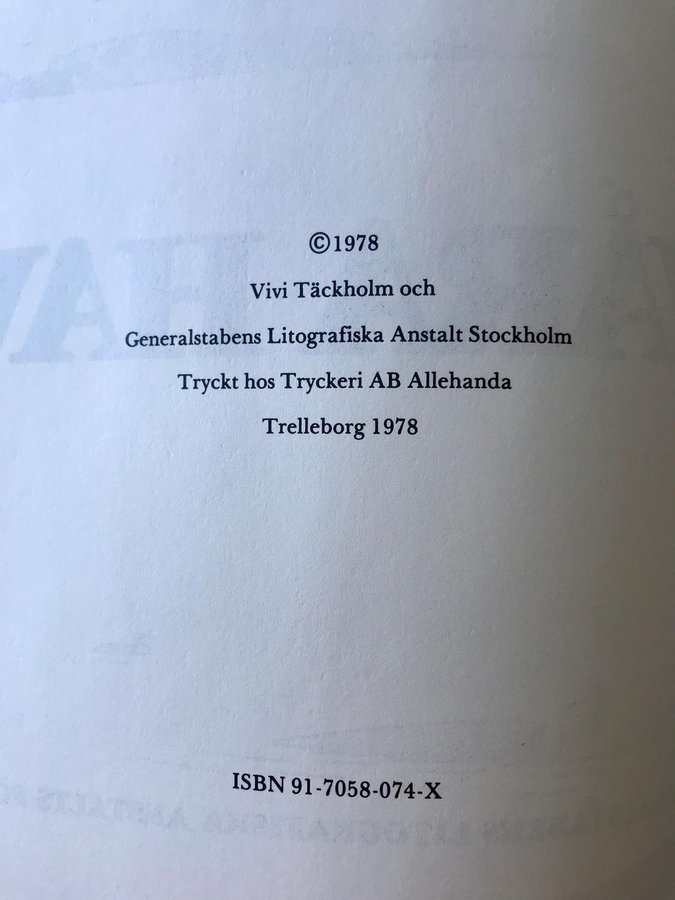 ©1978
Vivi Täckholm och
Generalstabens Litografiska Anstalt Stockholm
Tryckt hos Tryckeri AB Allehanda
Trelleborg 1978
ISBN 91-7058-074-X